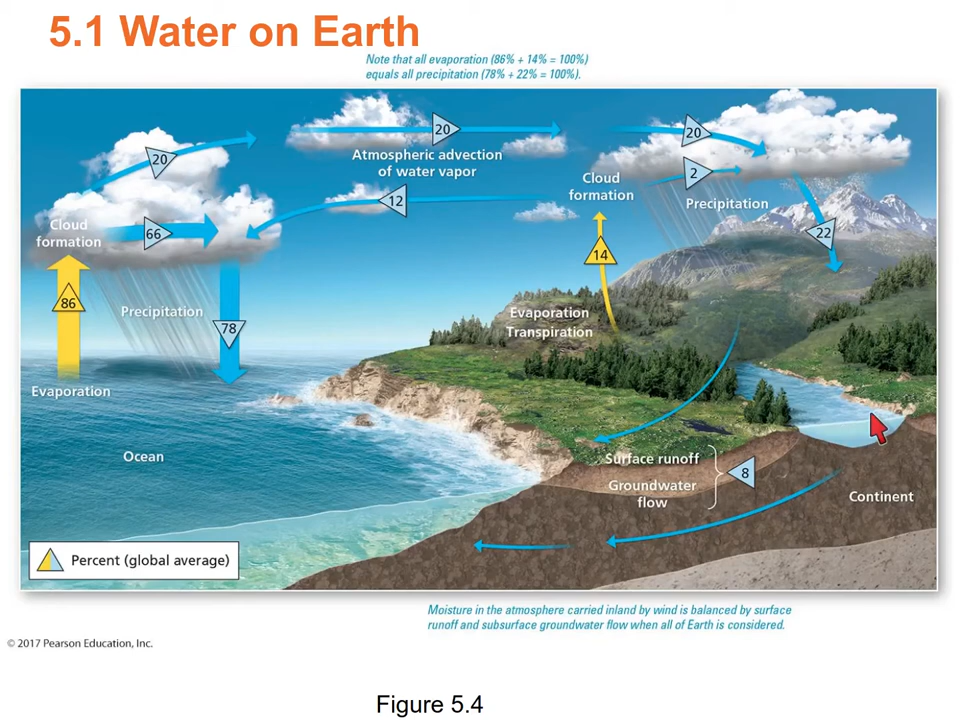 5.1 Water on Earth
Note that all evaporation (86% + 14% = 100%)
equals all precipitation (78% + 22% = 100%).
20
20
20
Atmospheric advection
of water vapor
12
Cloud
formation
2
Precipitation
22
Cloud
formation
66
14
86
Precipitation
78
Evaporation
Transpiration
Evaporation
Ocean
Surface runoff
Groundwater
flow
8
Continent
Percent (global average)
Moisture in the atmosphere carried inland by wind is balanced by surface
runoff and subsurface groundwater flow when all of Earth is considered.
© 2017 Pearson Education, Inc.
Figure 5.4